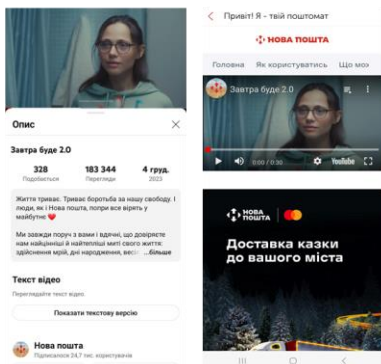 Опис
Завтра буде 2.0
328
183 344
4 груд.
Подобається
Перегляди
2023
Життя триває. Триває боротьба за нашу свободу. І
люди, як і Нова пошта, попри все вірять у
майбутнє
Ми завжди поруч з вами і вдячні, що довіряєте
нам найцінніші й найтепліші миті свого життя:
здійснення мрій, дні народження, весі ...більше
Текст відео
Переглядайте текст відео.
Показати текстову версію
Нова пошта
Підписалося 24,7 тис. користувачів
Привіт! Я - твій поштомат
НОВА ПОШТА
Головна Як користуватись Що мож
Завтра буде 2.0
0:00 / 0:30
YouTube
НОВА
ПОШТА
Доставка казки
до вашого міста